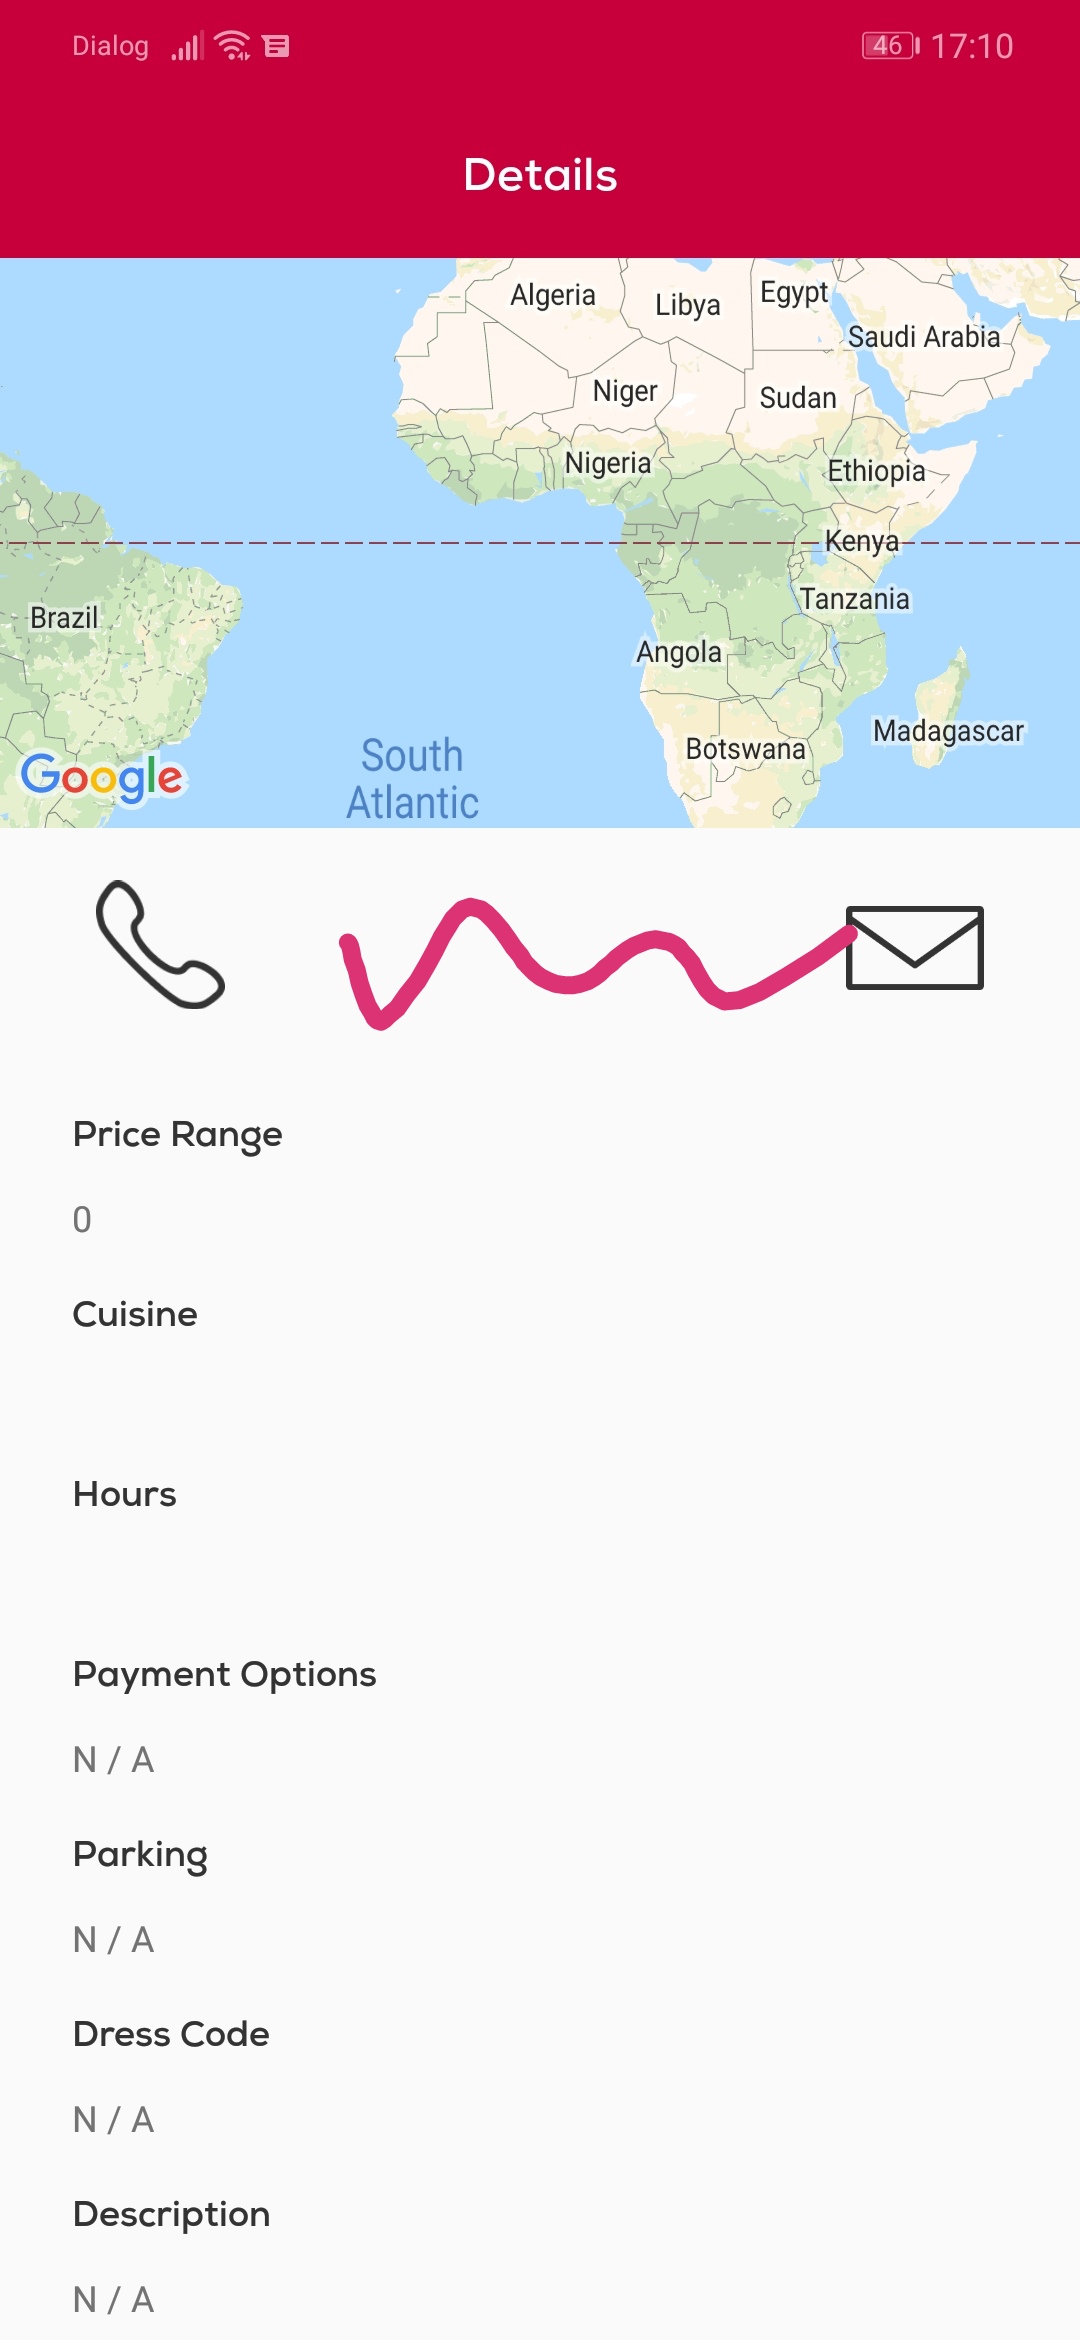 Dialog 46 17:10
Details
Algeria Libya Egypt
Saudi Arabia
Niger Sudan
Nigeria Ethiopia
Kenya
Brazil Tanzania
Angola
Madagascar
Botswana
South
Atlantic
Google
Price Range
0
Cuisine
Hours
Payment Options
N / A
Parking
N / A
Dress Code
N / A
Description
N / A